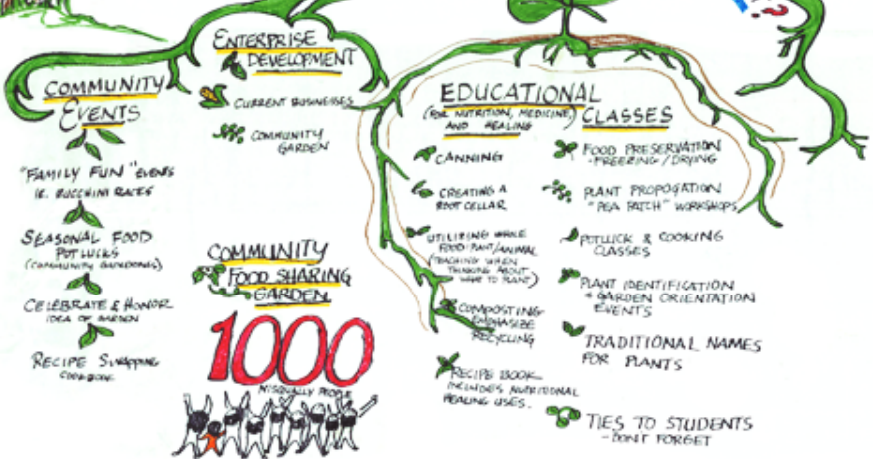 COMMUNITY
EVENTS
"FAMILY FUN" EVENTS
IE. ZUCCHINI RACES
SEASONAL FOOD
POTLUCKS
(COMMUNITY
CELEBRATE & HONOR
IDEA OF GARDEN
RECIPE SWAPPING
COOKBOOK
ENTERPRISE
DEVELOPMENT
CURRENT BUSINESSES
COMMUNITY
GARDEN
COMMUNITY
FOOD SHARING
GARDEN
1000
NISQUALLY PEOPLE
EDUCATIONAL
(FOR NUTRITION, MEDICINE,
AND HEALING)
CLASSES
CANNING
CREATING A
ROOT CELLAR
UTILIZING WHOLE
FOOD: PLANT/ANIMAL
(TEACHING WHEN
THINKING ABOUT
WHAT TO PLANT)
COMPOSTING
EMPHASIZE
RECYCLING
RECIPE BOOK
INCLUDES NUTRITIONAL
HEALING USES.
FOOD PRESERVATION
-FREEZING/DRYING
PLANT PROPOGATION
"PEA PATCH" WORKSHOPS
POTLUCK & COOKING
CLASSES
PLANT IDENTIFICATION
+ GARDEN ORIENTATION
EVENTS
TRADITIONAL NAMES
FOR PLANTS
TIES TO STUDENTS
-DON'T FORGET
?